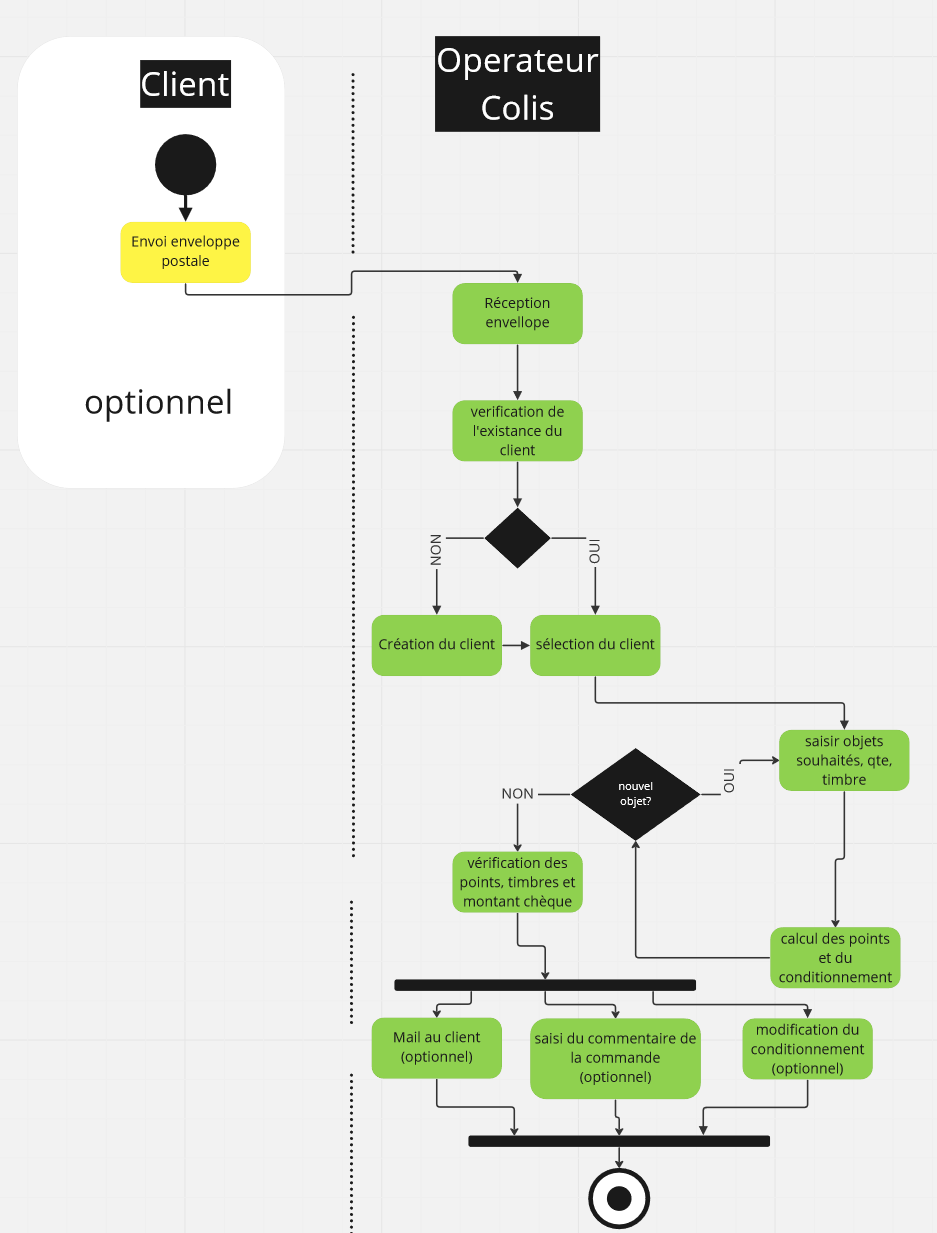 Client
Operateur
Colis
Envoi enveloppe
postale
Réception
envellope
optionnel
verification de
l'existance du
client
NON
OUI
Création du client
sélection du client
saisir objets
souhaités, qte,
timbre
nouvel
objet?
OUI
NON
vérification des
points, timbres et
montant chèque
calcul des points
et du
conditionnement
Mail au client
(optionnel)
saisi du commentaire de
la commande
(optionnel)
modification du
conditionnement
(optionnel)